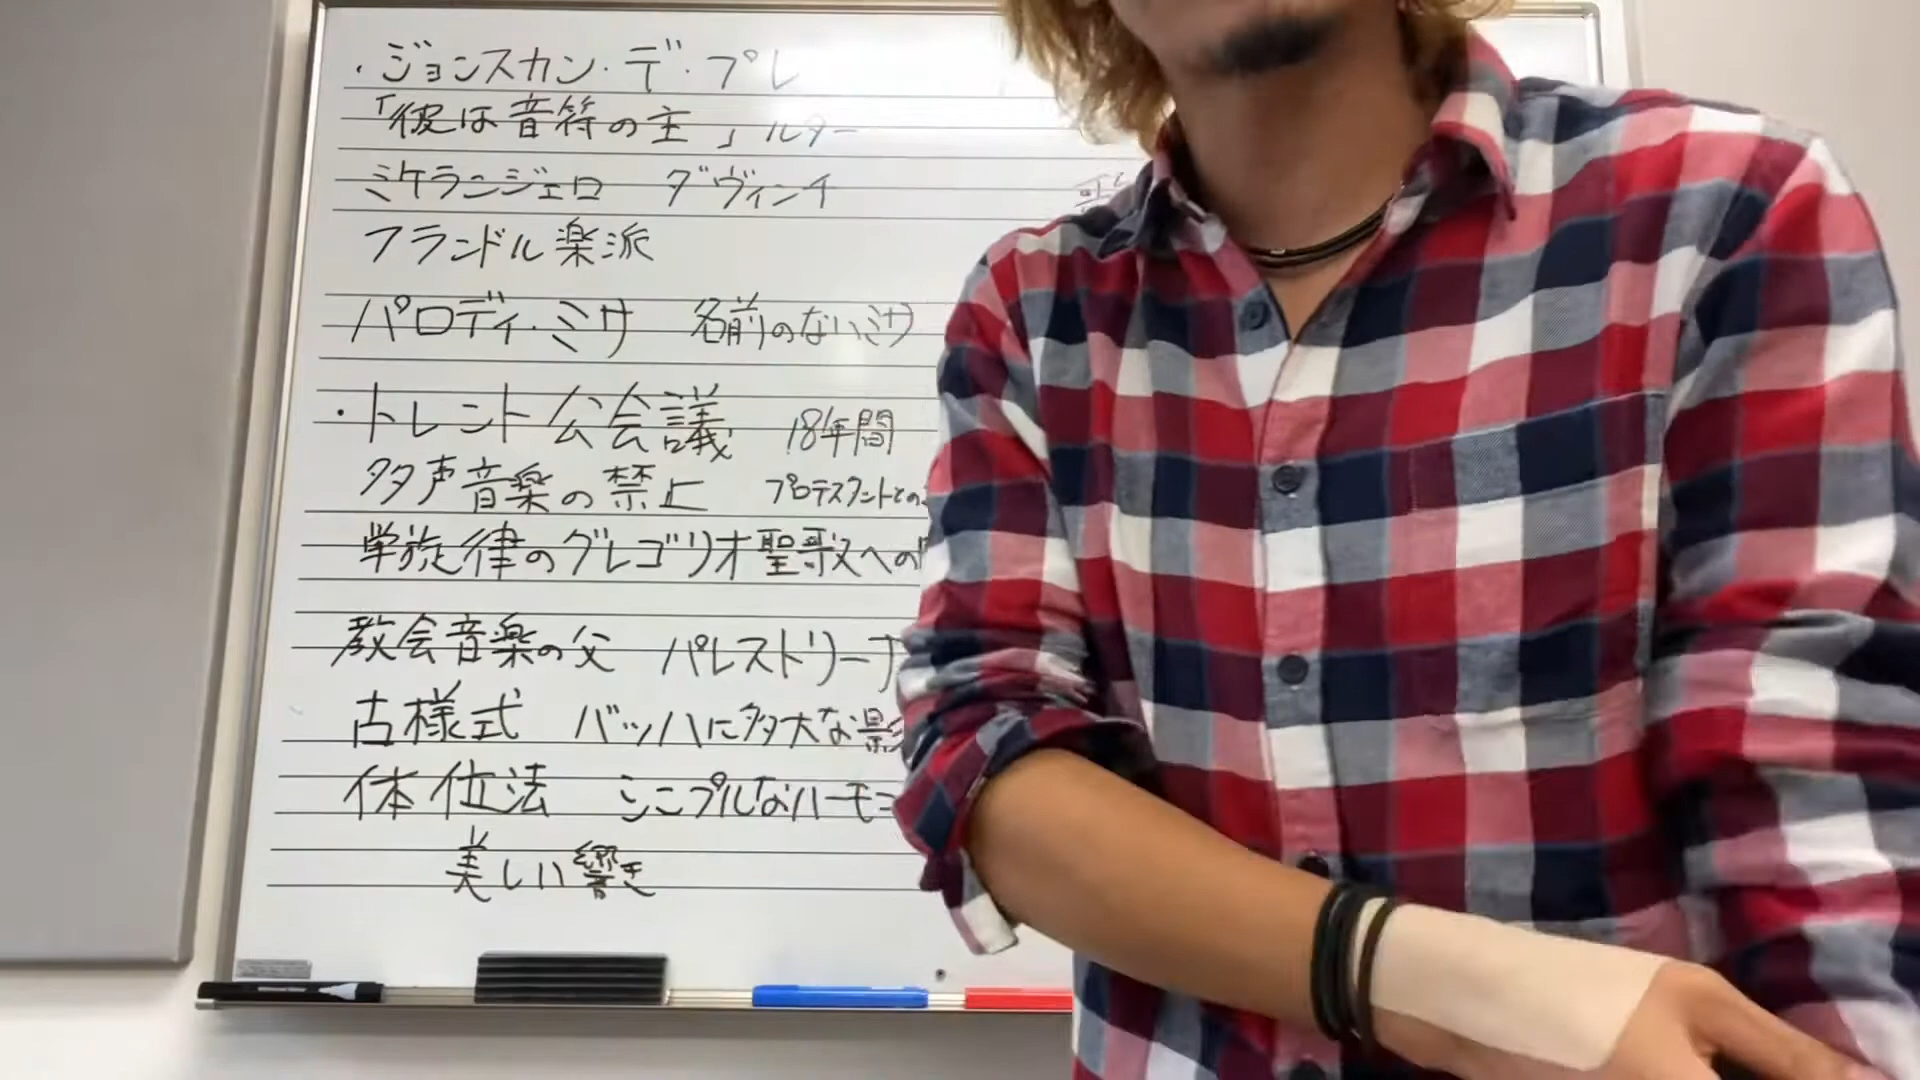 ・ジョンスカン・デ・プレ
「彼は音符の主」ルター
ミケランジェロ ダヴィンチ
フランドル楽派
パロディ・ミサ 名前のないミサ
・トレント公会議 18年間
多声音楽の禁止 プロテスタントとの
単旋律のグレゴリオ聖歌への
教会音楽の父 パレストリーナ
古様式 バッハに多大な影
体位法 シンプルなハーモニ
美しい響き